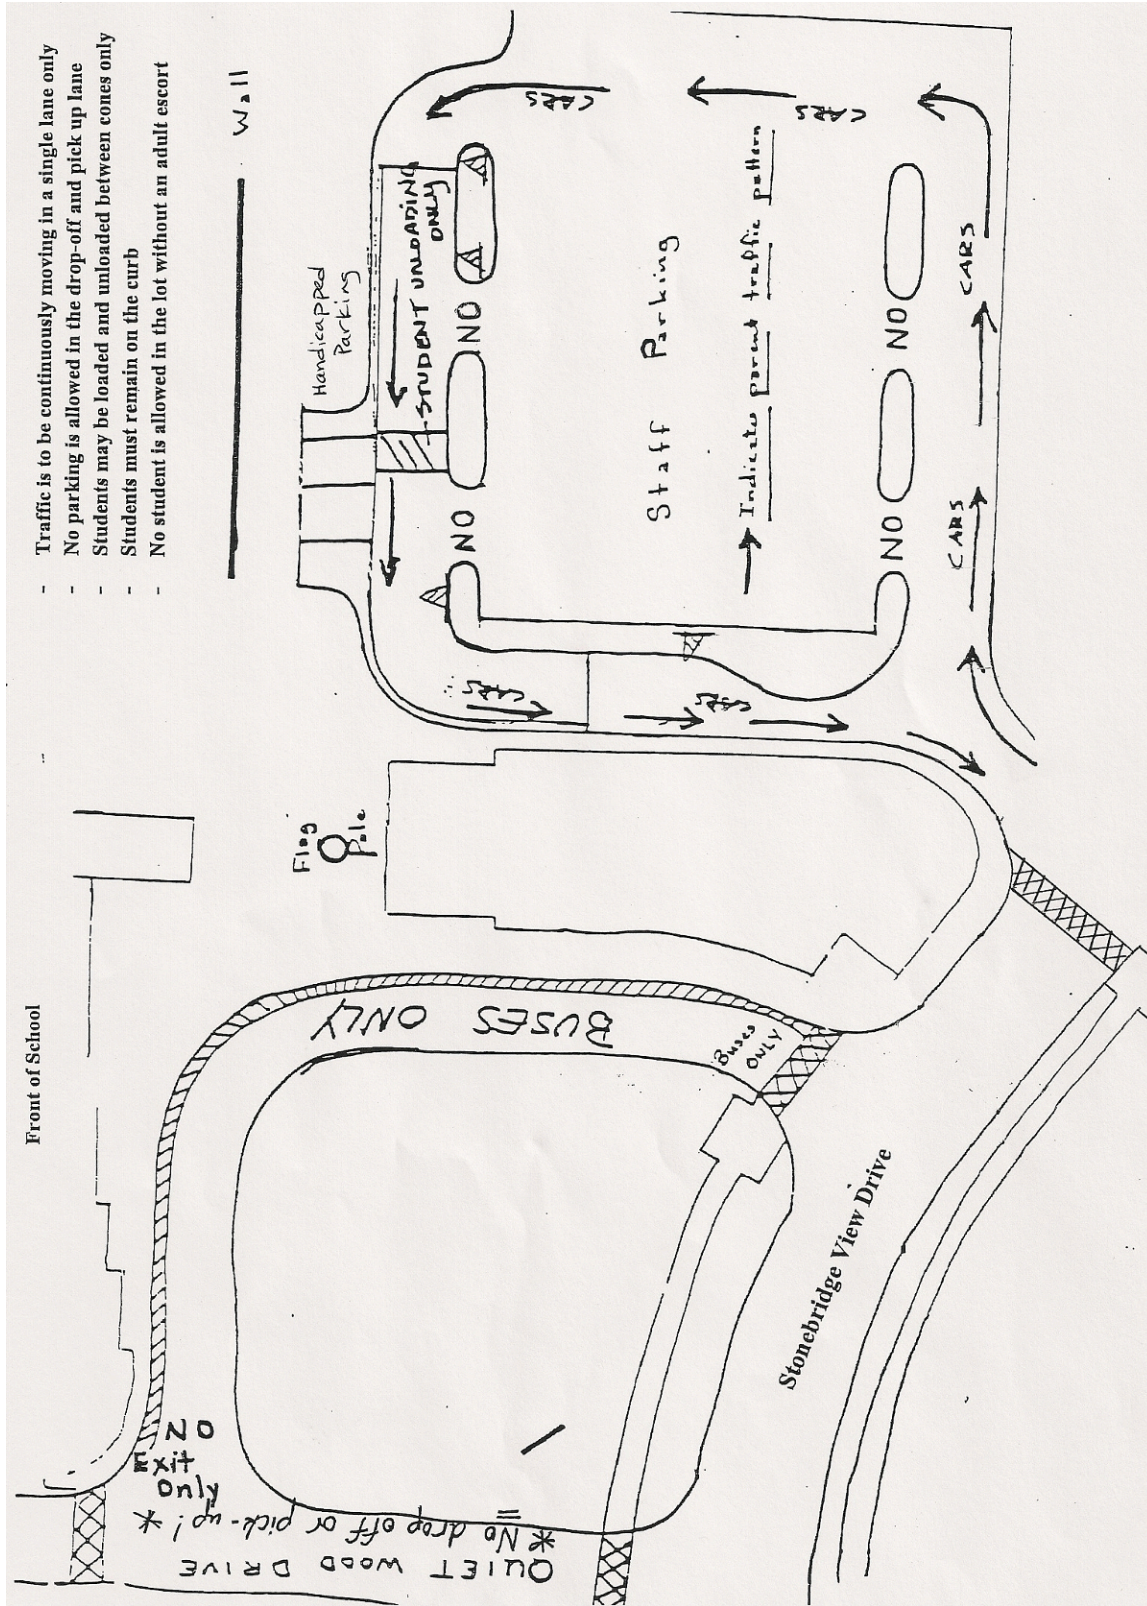 - Traffic is to be continuously moving in a single lane only
- No parking is allowed in the drop-off and pick up lane
- Students may be loaded and unloaded between cones only
- Students must remain on the curb
- No student is allowed in the lot without an adult escort
Wall
Front of School
Handicapped
Parking
STUDENT UNLOADING
ONLY
NO
NO
CARS
CARS
Staff Parking
Indicate parent traffic pattern
NO
NO
CARS
CARS
CARS
CARS
Flag
Pole
BUSES ONLY
Buses
ONLY
NO
Exit
Only
*No drop off or pick-up! *
QUIET WOOD DRIVE
Stonebridge View Drive